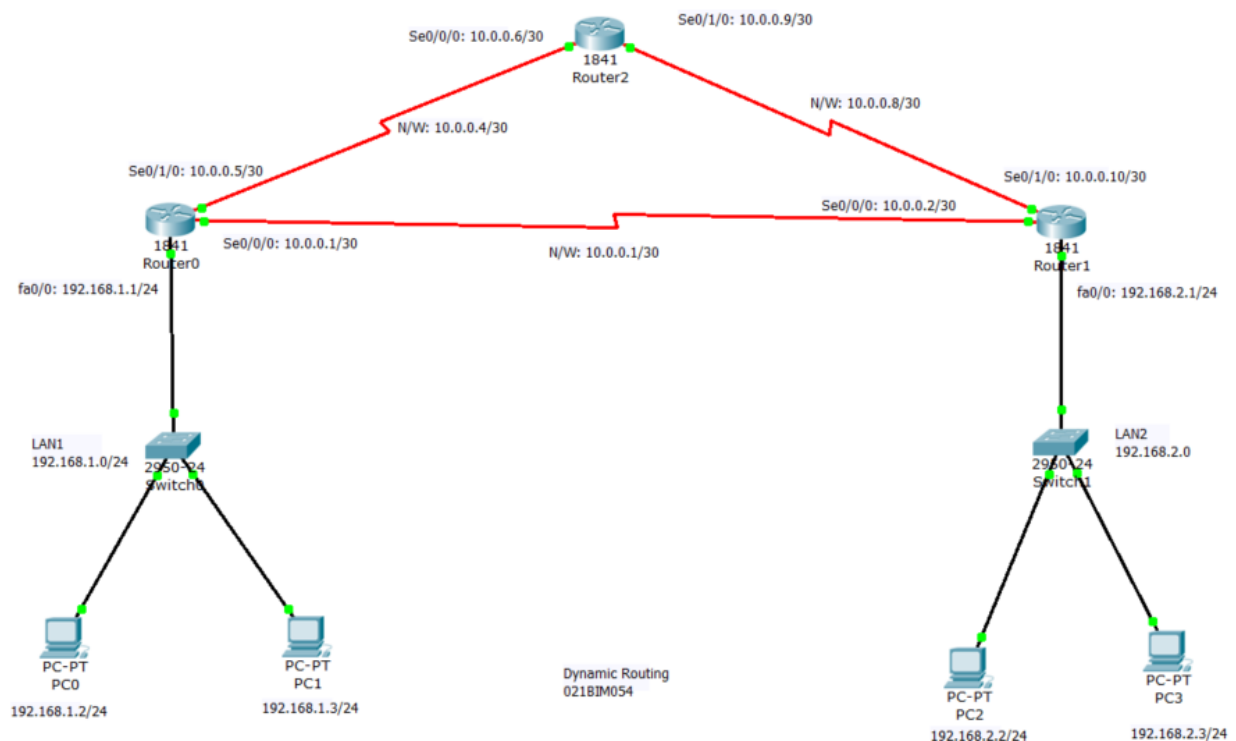 Se0/1/0: 10.0.0.9/30
Se0/0/0: 10.0.0.6/30
1841
Router2
N/W: 10.0.0.8/30
N/W: 10.0.0.4/30
Se0/1/0: 10.0.0.5/30
Se0/1/0: 10.0.0.10/30
Se0/0/0: 10.0.0.2/30
1841
Router0
Se0/0/0: 10.0.0.1/30
N/W: 10.0.0.1/30
1841
Router1
fa0/0: 192.168.1.1/24
fa0/0: 192.168.2.1/24
LAN1
192.168.1.0/24
2950-24
Switch0
2950-24
Switch1
LAN2
192.168.2.0
PC-PT
PC0
192.168.1.2/24
PC-PT
PC1
192.168.1.3/24
Dynamic Routing
021BIM054
PC-PT
PC2
192.168.2.2/24
PC-PT
PC3
192.168.2.3/24